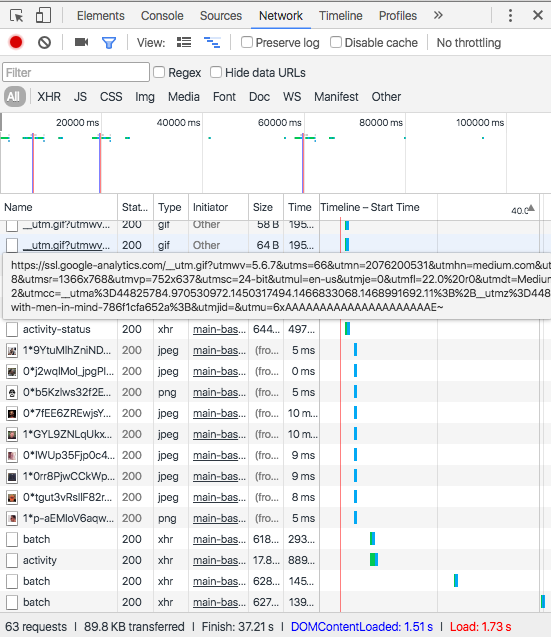 Elements Console Sources Network Timeline Profiles »
View: Preserve log Disable cache No throttling
Filter Regex Hide data URLs
All XHR JS CSS Img Media Font Doc WS Manifest Other
20000 ms 40000 ms 60000 ms 80000 ms 100000 ms
Name Stat... Type Initiator Size Time Timeline – Start Time 40.0
__utm.gif?utmwv... 200 gif Other 58 B 195...
__utm.gif?utmwv... 200 gif Other 64 B 195...
https://ssl.google-analytics.com/__utm.gif?utmwv=5.6.7&utms=66&utmn=2076200531&utmhn=medium.com&ut
8&utmsr=1366x768&utmvp=752x637&utmsc=24-bit&utmul=en-us&utmje=0&utmfl=22.0%20r0&utmdt=Medium
2&utmcc=__utma%3D44825784.970530972.1450317494.1466833068.1468991692.11%3B%2B__utmz%3D448
with-men-in-mind-786f1cfa652a%3B&utmjid=&utmu=6xAAAAAAAAAAAAAAAAAAAAAE~
activity-status 200 xhr main-bas... 644... 497...
1*9YtuMlhZniND... 200 jpeg main-bas... (fro... 5 ms
0*j2wqlMol_jpgPl... 200 jpeg main-bas... (fro... 0 ms
0*b5Kzlws32f2E... 200 png main-bas... (fro... 5 ms
0*7fEE6ZREwjsY... 200 jpeg main-bas... (fro... 10 m...
1*GYL9ZNLqUkx... 200 jpeg main-bas... (fro... 10 m...
0*IWUp35Fjp0c4... 200 jpeg main-bas... (fro... 9 ms
1*0rr8PjwCCkWp... 200 jpeg main-bas... (fro... 9 ms
0*tgut3vRsIlF82r... 200 jpeg main-bas... (fro... 8 ms
1*p-aEMloV6aqw... 200 png main-bas... (fro... 5 ms
batch 200 xhr main-bas... 618... 293...
activity 200 xhr main-bas... 17.8... 889...
batch 200 xhr main-bas... 628... 145...
batch 200 xhr main-bas... 627... 139...
63 requests | 89.8 KB transferred | Finish: 37.21 s | DOMContentLoaded: 1.51 s | Load: 1.73 s